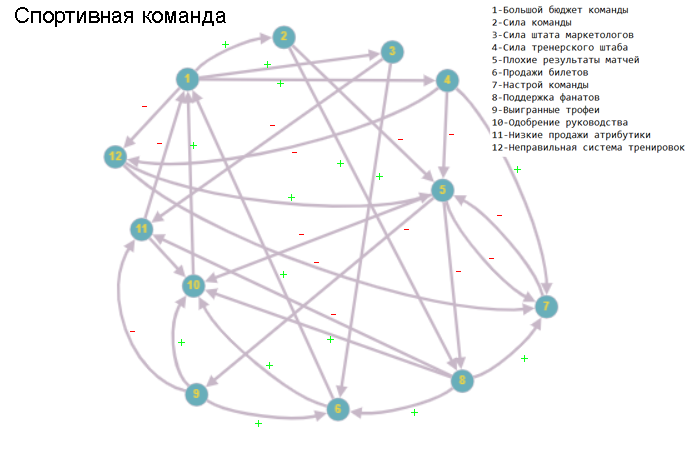 Спортивная команда
1-Большой бюджет команды
2-Сила команды
3-Сила штата маркетологов
4-Сила тренерского штаба
5-Плохие результаты матчей
6-Продажи билетов
7-Настрой команды
8-Поддержка фанатов
9-Выигранные трофеи
10-Одобрение руководства
11-Низкие продажи атрибутики
12-Неправильная система тренировок
2
3
1
4
12
5
11
10
7
8
9
6